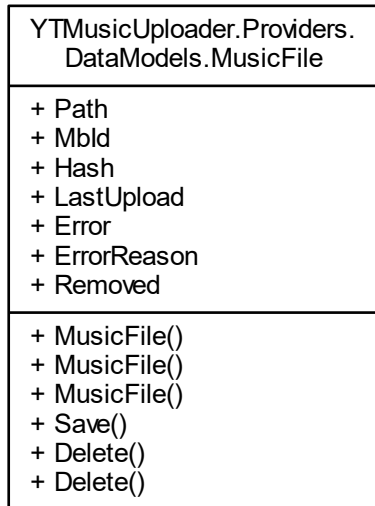 YTMusicUploader.Providers.
DataModels.MusicFile
+ Path
+ MbId
+ Hash
+ LastUpload
+ Error
+ ErrorReason
+ Removed
+ MusicFile()
+ MusicFile()
+ MusicFile()
+ Save()
+ Delete()
+ Delete()